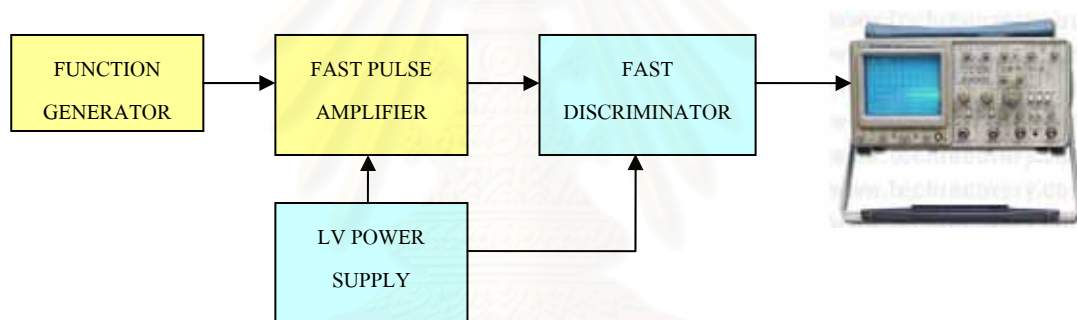 FUNCTION
GENERATOR
FAST PULSE
AMPLIFIER
FAST
DISCRIMINATOR
LV POWER
SUPPLY